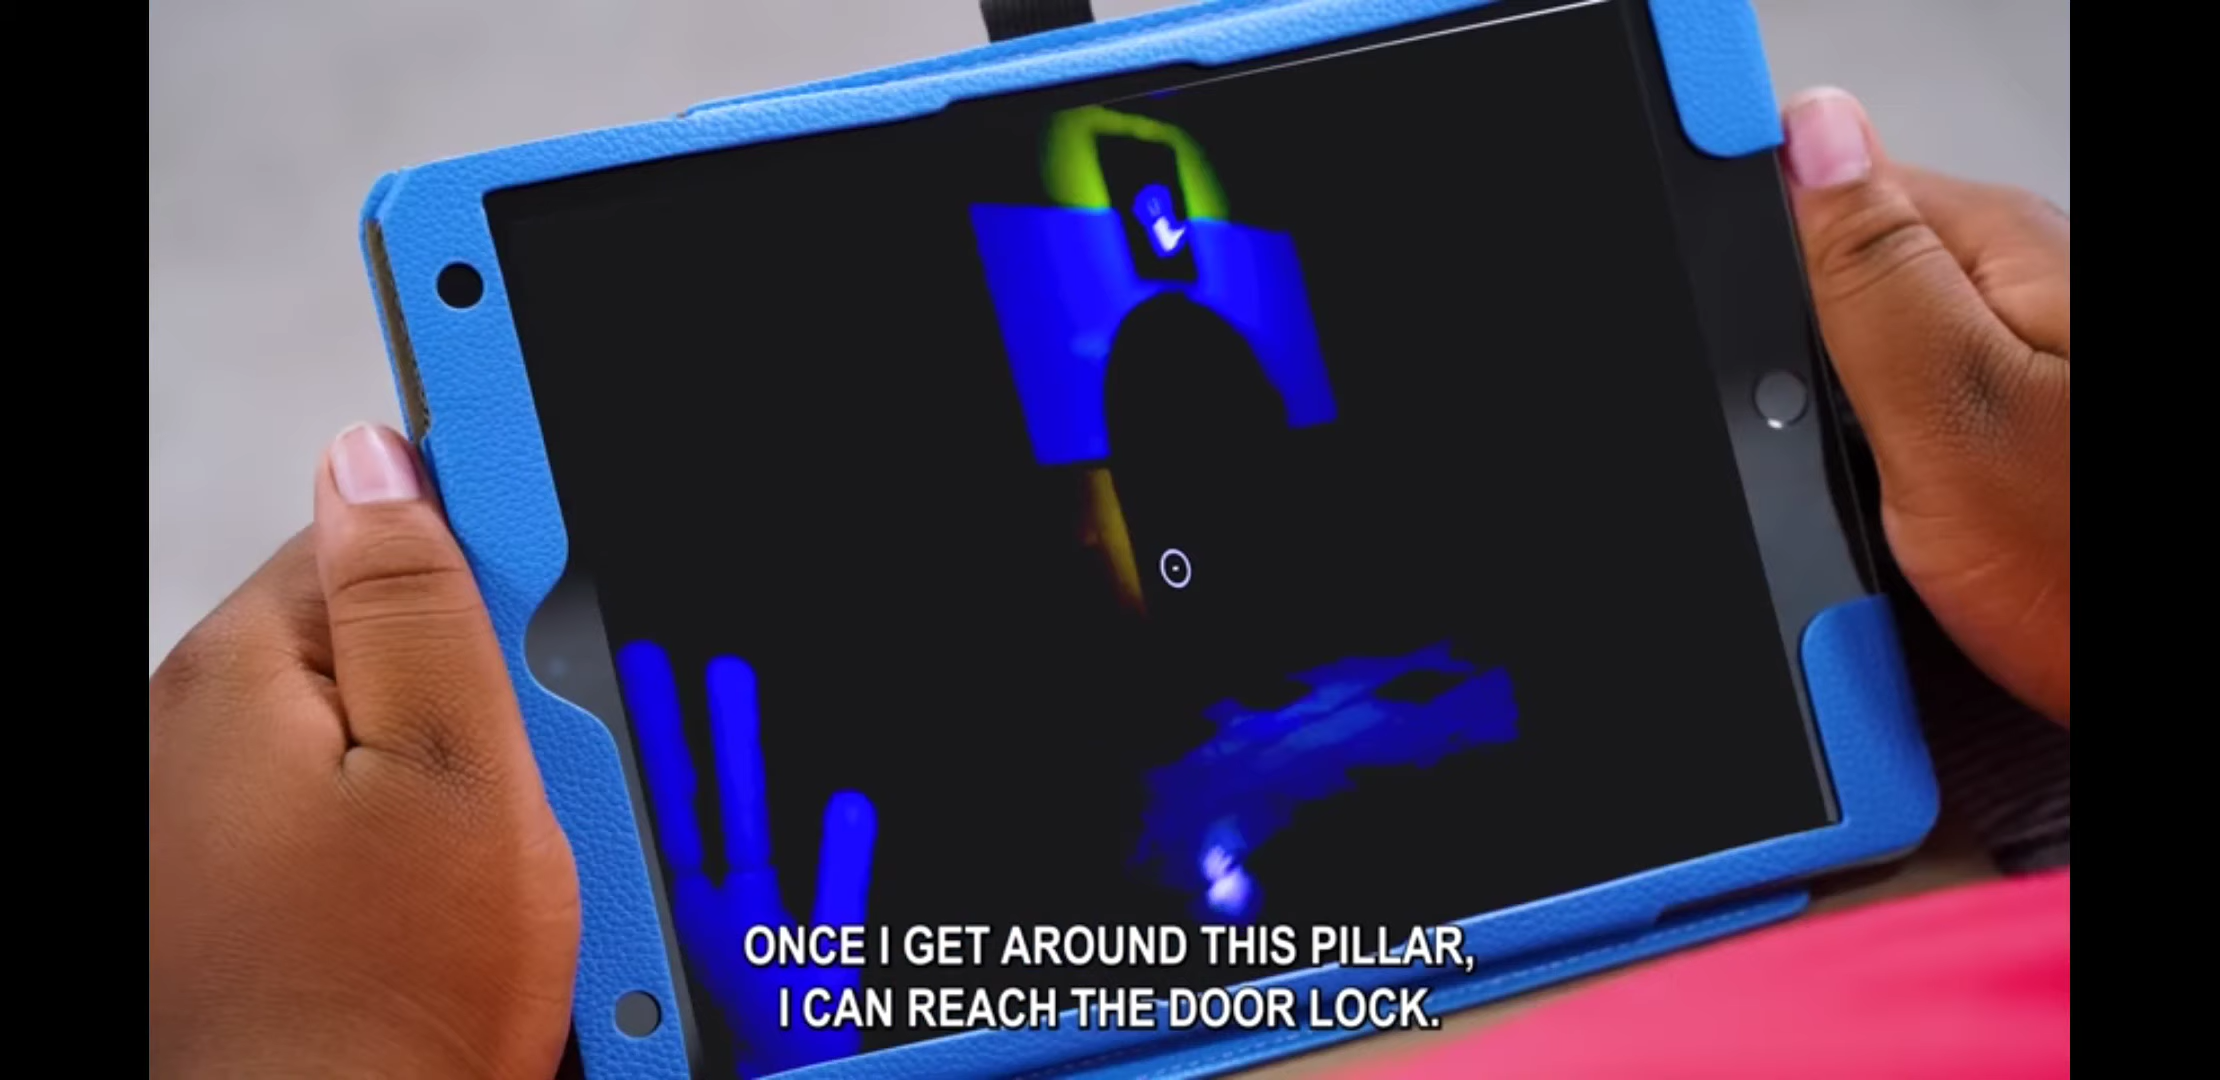 ONCE I GET AROUND THIS PILLAR,
I CAN REACH THE DOOR LOCK.